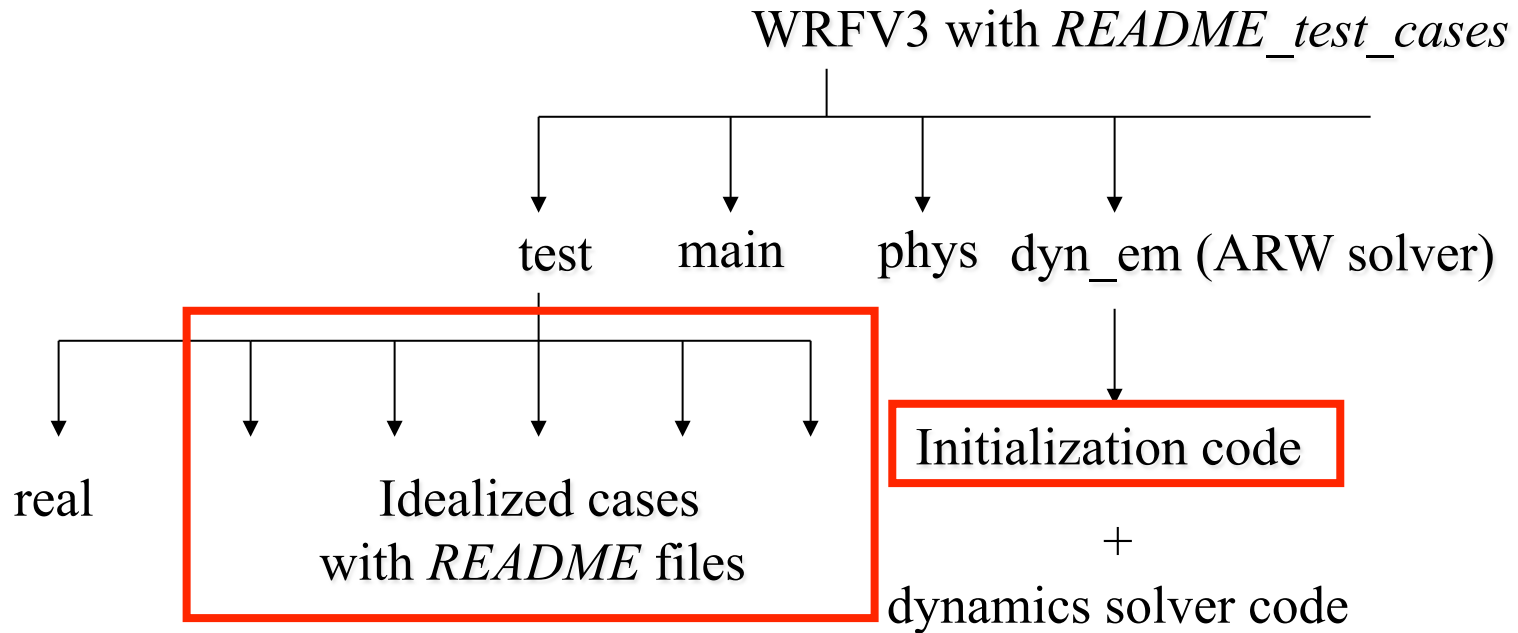 WRFV3 with README_test_cases
test main phys dyn_em (ARW solver)
real
Idealized cases
with README files
Initialization code
+
dynamics solver code